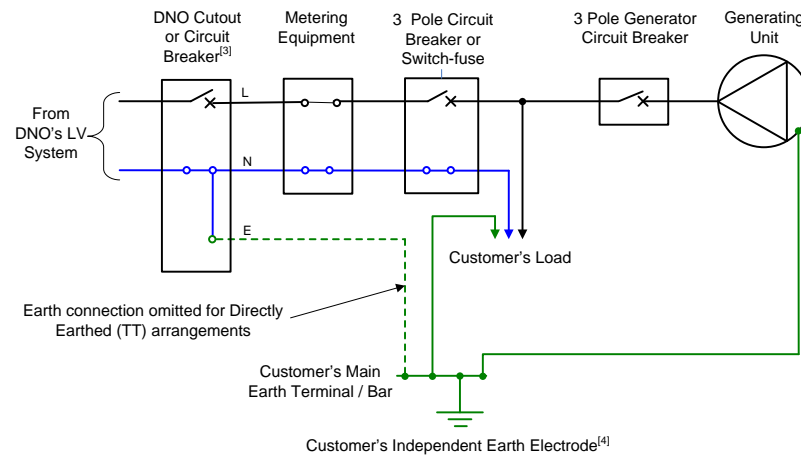 DNO Cutout
or Circuit
Breaker[3]
Metering
Equipment
3 Pole Circuit
Breaker or
Switch-fuse
3 Pole Generator
Circuit Breaker
Generating
Unit
L
From
DNO's LV
System
N
E
Customer's Load
Earth connection omitted for Directly
Earthed (TT) arrangements
Customer's Main
Earth Terminal / Bar
Customer's Independent Earth Electrode[4]